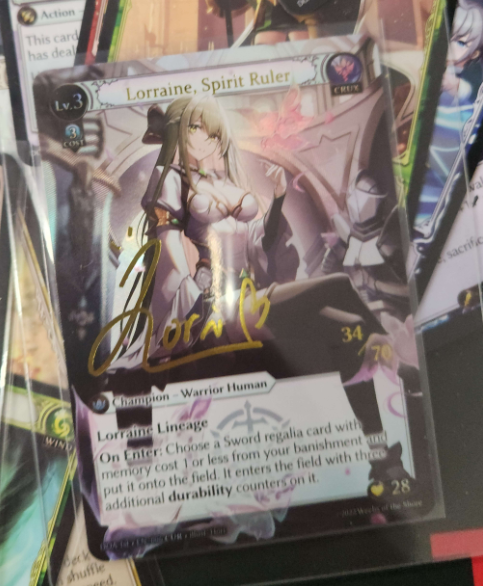 Action
This card
has deal
Lv.3
Lorraine, Spirit Ruler
CRUX
3
COST
34
70
Champion – Warrior Human
Lorraine Lineage
On Enter: Choose a Sword regalia card with
memory cost 1 or less from your banishment and
put it onto the field. It enters the field with three
additional durability counters on it.
28
sacrific
WIND
shuffle